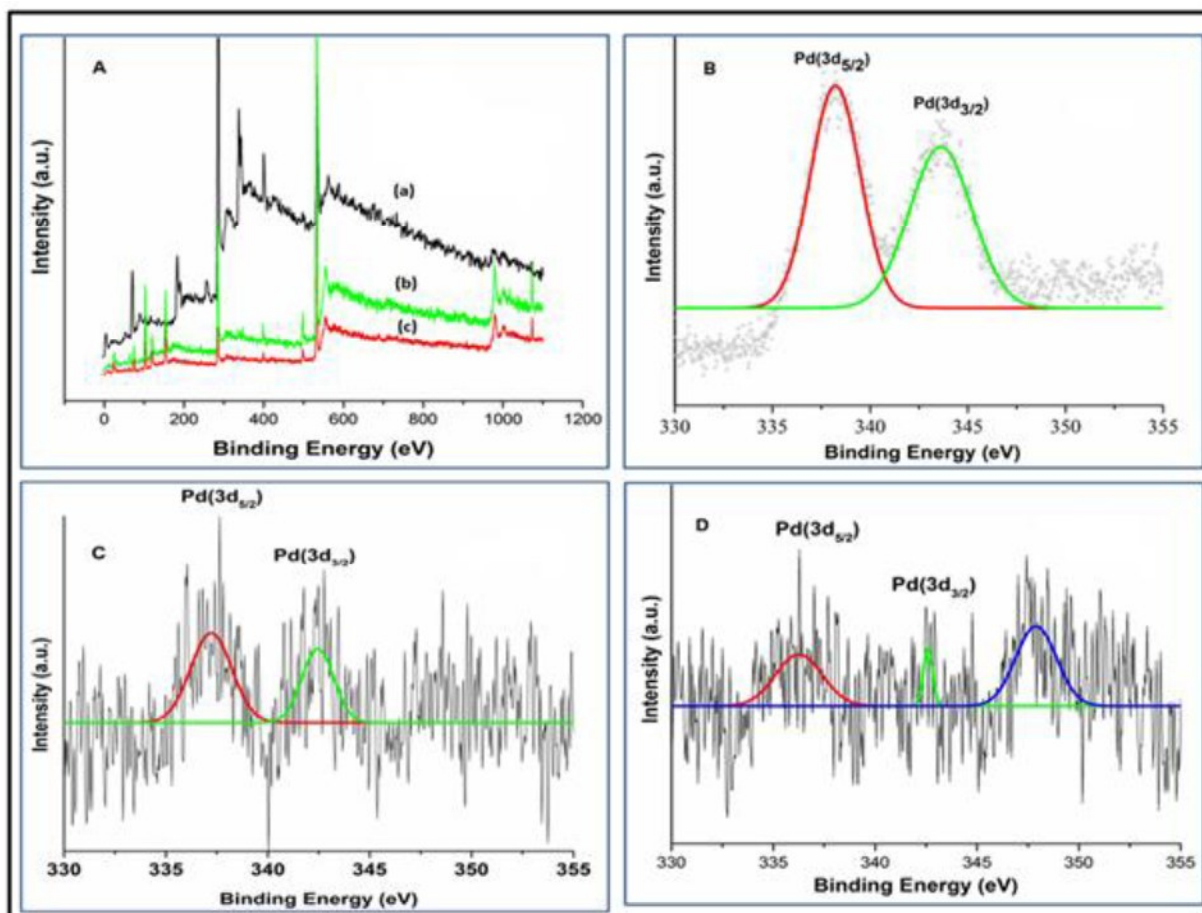 A
(a)
(b)
(c)
Intensity (a.u.)
0 200 400 600 800 1000 1200
Binding Energy (eV)
B
Pd(3d5/2)
Pd(3d3/2)
Intensity (a.u.)
330 335 340 345 350 355
Binding Energy (eV)
Pd(3d5/2)
C
Pd(3d3/2)
Intensity (a.u.)
330 335 340 345 350 355
Binding Energy (eV)
D
Pd(3d5/2)
Pd(3d3/2)
Intensity (a.u.)
330 335 340 345 350 355
Binding Energy (eV)